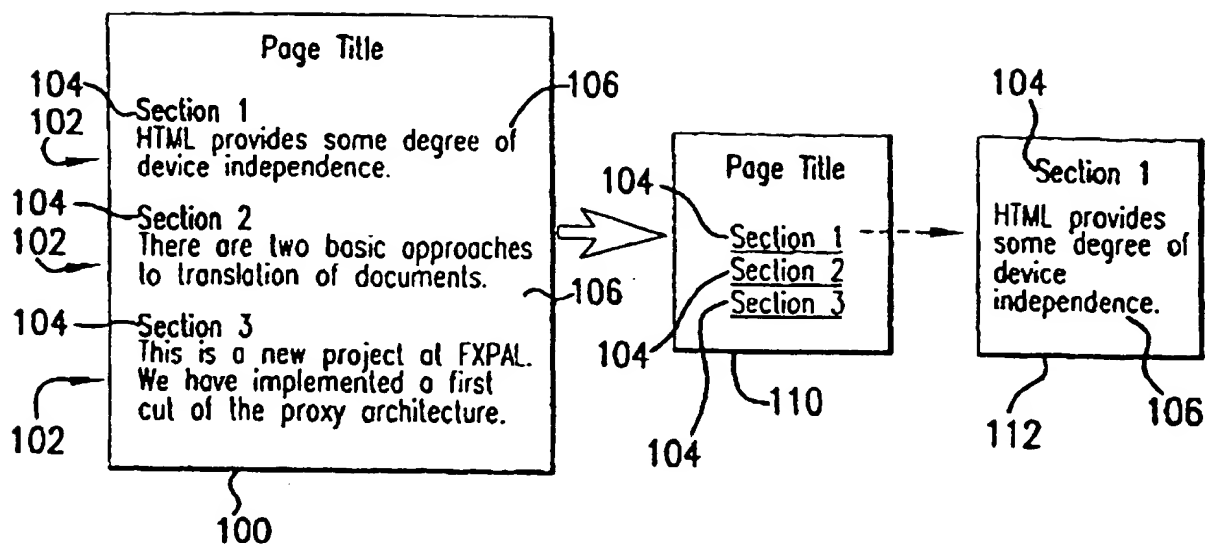 Page Title
104
Section 1
106
102
HTML provides some degree of
device independence.
104
Section 2
102
There are two basic approaches
to translation of documents.
106
104
Section 3
This is a new project at FXPAL.
We have implemented a first
cut of the proxy architecture.
102
100
Page Title
104
Section 1
Section 2
Section 3
104
104
110
104
Section 1
HTML provides
some degree of
device
independence.
106
112